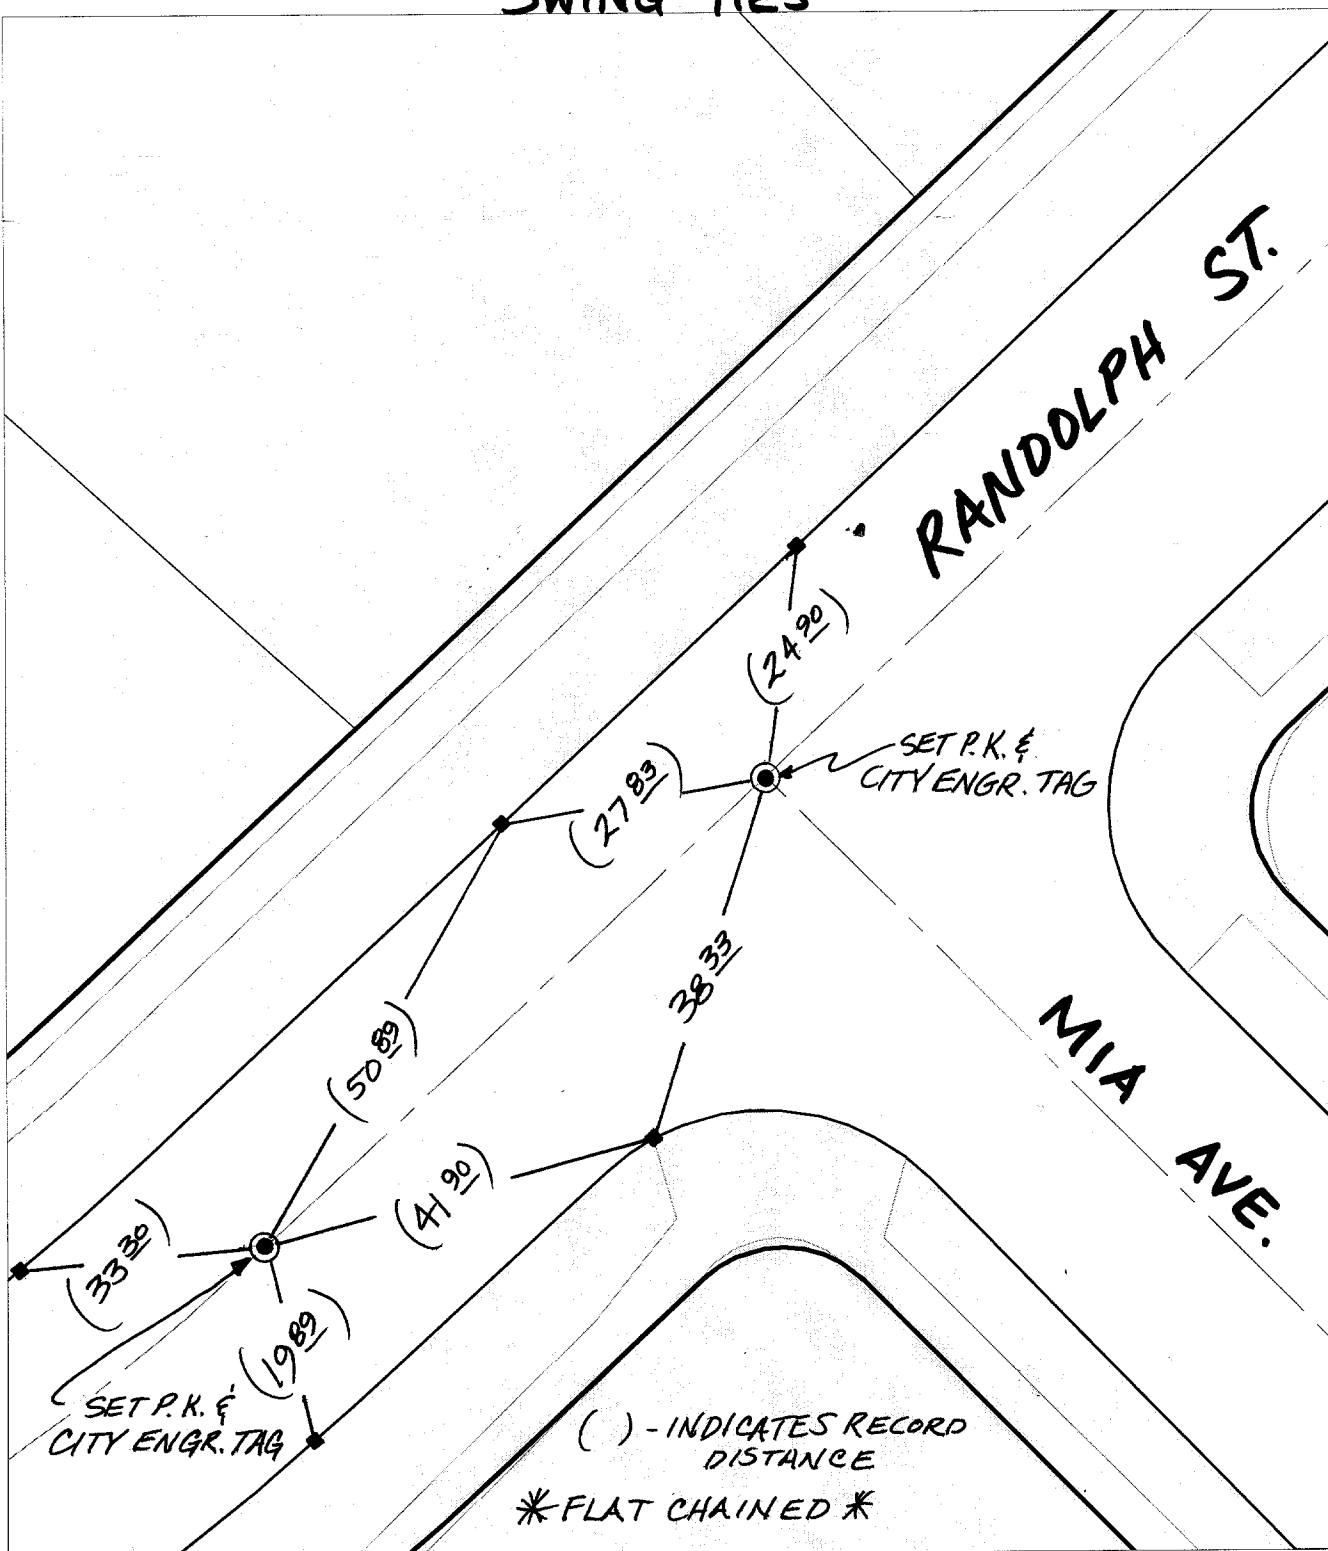 SWING TIES
RANDOLPH ST.
(24 90)
SET P.K. &
CITY ENGR. TAG
(27 83)
38 33
MIA AVE.
(50 89)
(41 90)
(33 30)
(19 89)
SET P.K. &
CITY ENGR. TAG
( ) - INDICATES RECORD
DISTANCE
* FLAT CHAINED *